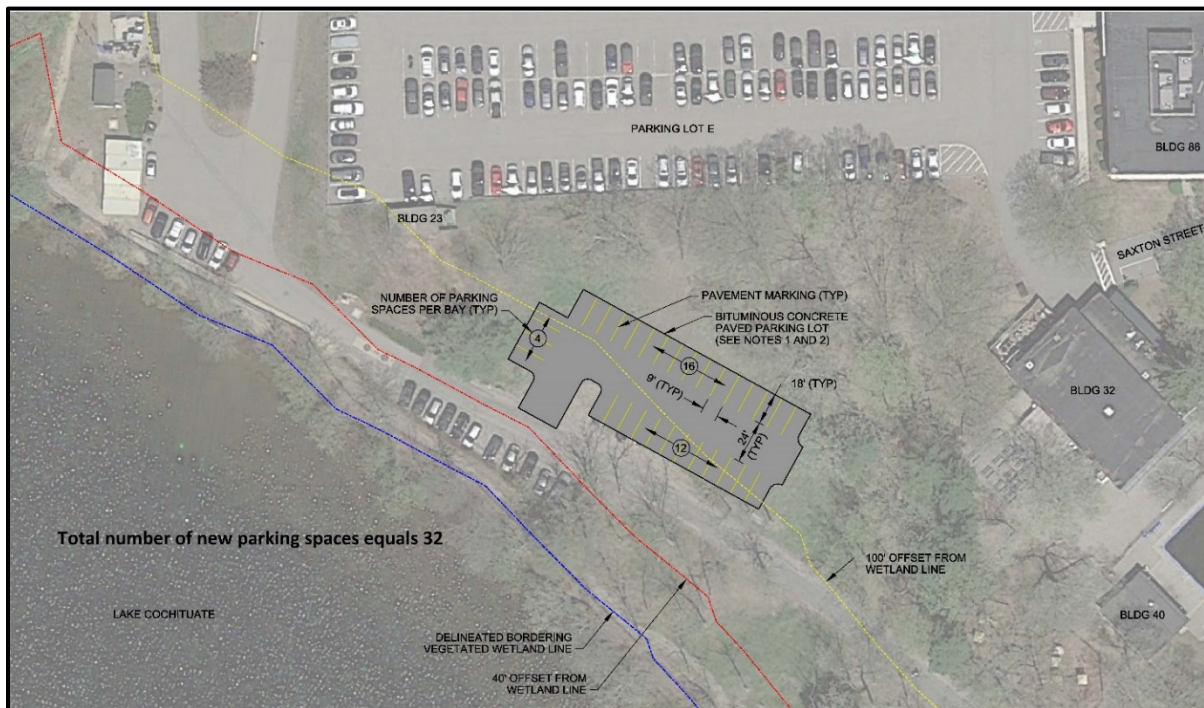 PARKING LOT E
BLDG 86
SAXTON STREET
BLDG 23
NUMBER OF PARKING
SPACES PER BAY (TYP)
PAVEMENT MARKING (TYP)
BITUMINOUS CONCRETE
PAVED PARKING LOT
(SEE NOTES 1 AND 2)
4
16
9' (TYP)
18' (TYP)
24'
(TYP)
12
BLDG 32
Total number of new parking spaces equals 32
100' OFFSET FROM
WETLAND LINE
LAKE COCHITUATE
DELINEATED BORDERING
VEGETATED WETLAND LINE
40' OFFSET FROM
WETLAND LINE
BLDG 40